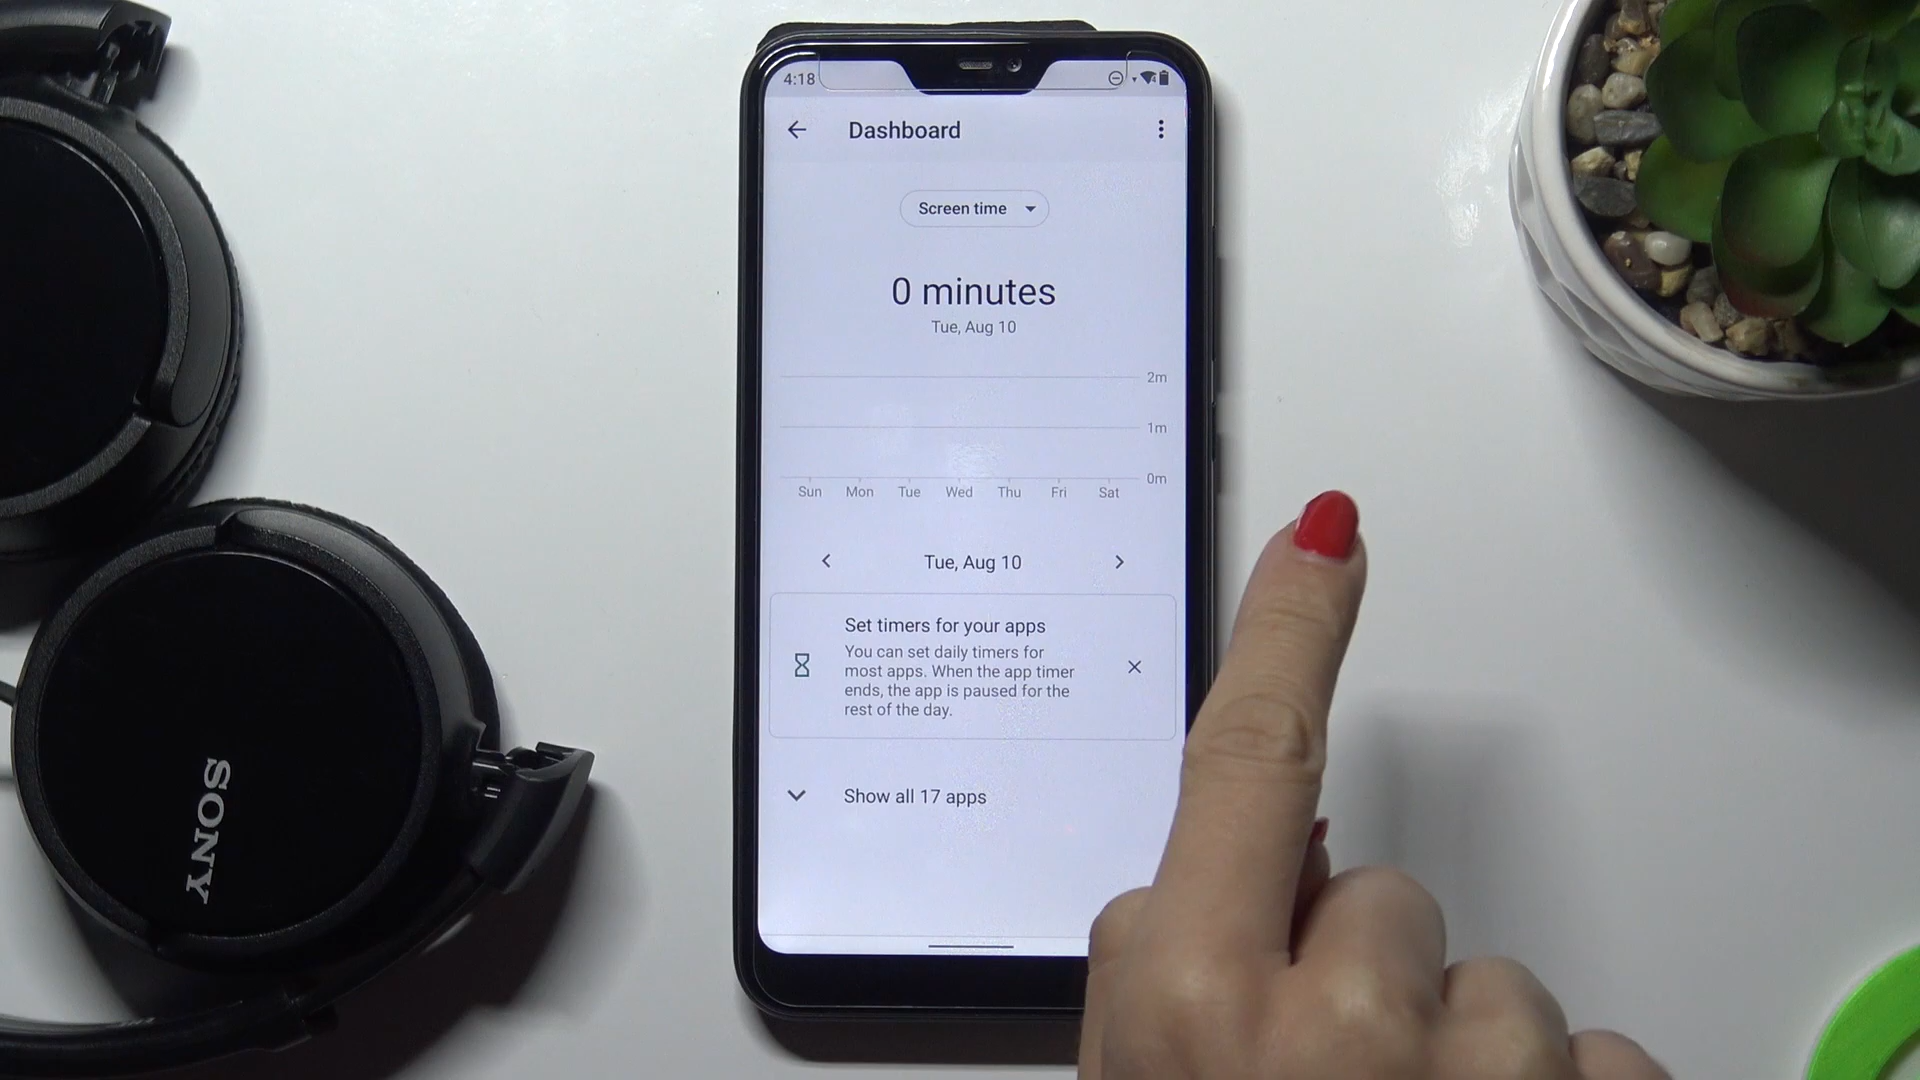 4:18
Dashboard
Screen time
0 minutes
Tue, Aug 10
2m
1m
0m
Sun Mon Tue Wed Thu Fri Sat
Tue, Aug 10
Set timers for your apps
You can set daily timers for
most apps. When the app timer
ends, the app is paused for the
rest of the day.
Show all 17 apps
SONY